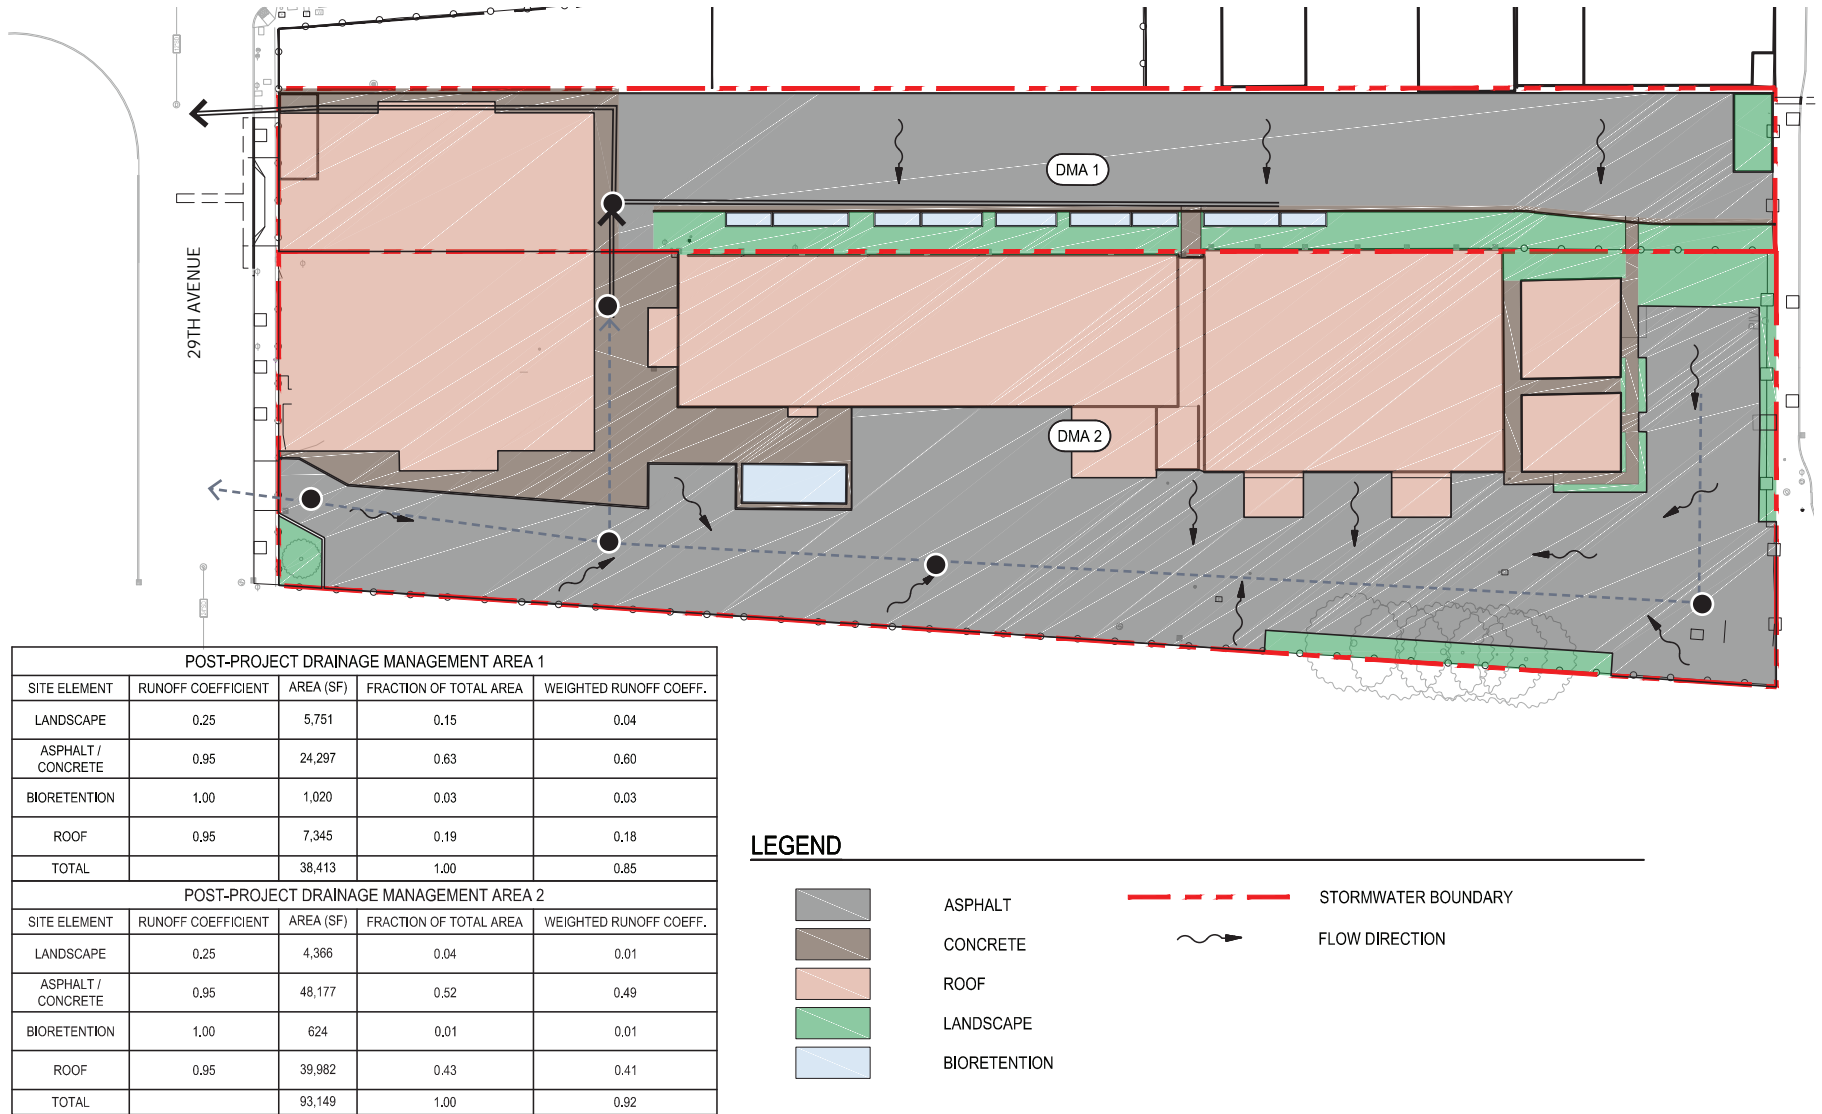 DMA 1
29TH AVENUE
DMA 2
POST-PROJECT DRAINAGE MANAGEMENT AREA 1
SITE ELEMENT RUNOFF COEFFICIENT AREA (SF) FRACTION OF TOTAL AREA WEIGHTED RUNOFF COEFF.
LANDSCAPE 0.25 5,751 0.15 0.04
ASPHALT /
CONCRETE 0.95 24,297 0.63 0.60
BIORETENTION 1.00 1,020 0.03 0.03
ROOF 0.95 7,345 0.19 0.18
TOTAL 38,413 1.00 0.85
POST-PROJECT DRAINAGE MANAGEMENT AREA 2
SITE ELEMENT RUNOFF COEFFICIENT AREA (SF) FRACTION OF TOTAL AREA WEIGHTED RUNOFF COEFF.
LANDSCAPE 0.25 4,366 0.04 0.01
ASPHALT /
CONCRETE 0.95 48,177 0.52 0.49
BIORETENTION 1.00 624 0.01 0.01
ROOF 0.95 39,982 0.43 0.41
TOTAL 93,149 1.00 0.92
LEGEND
ASPHALT
CONCRETE
ROOF
LANDSCAPE
BIORETENTION
STORMWATER BOUNDARY
FLOW DIRECTION